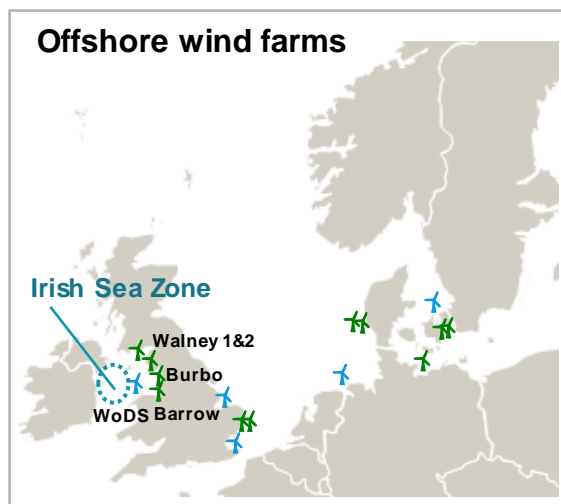 Offshore wind farms
Irish Sea Zone
Walney 1&2
Burbo
WoDS Barrow